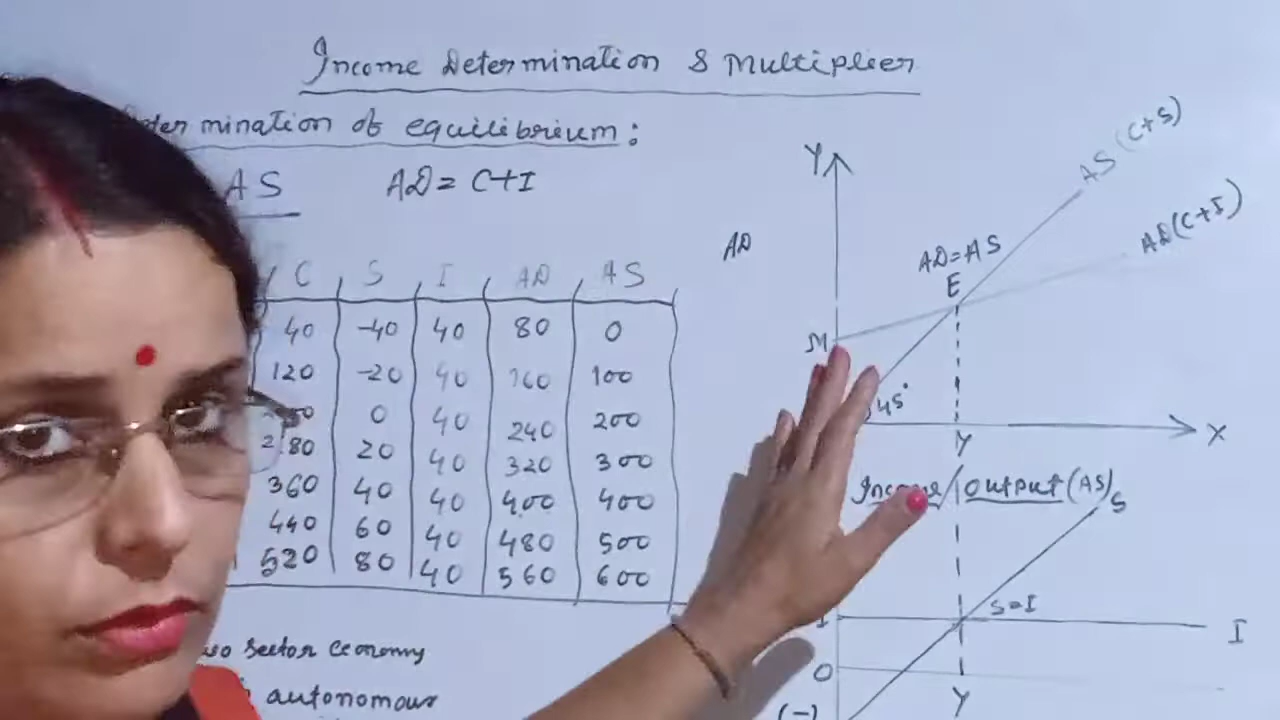 Income Determination & Multiplier
mination of equilibrium:
AS AD = C+I
C S I AD AS
40 -40 40 80 0
120 -20 40 160 100
0 40 240 200
280 20 40 320 300
360 40 40 400 400
440 60 40 480 500
520 80 40 560 600
sector economy
autonomous
Y
AS (C+S)
AD (C+I)
AD
AD=AS
E
M
45°
Y
X
Income/output (AS)
S
S=I
I
I
O
(-)
Y